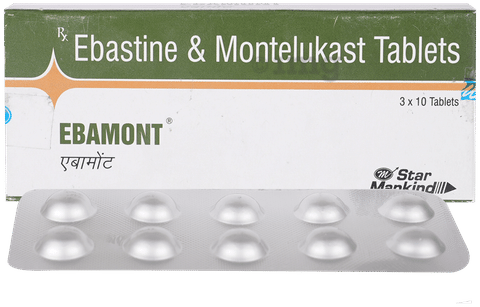 Rx
Ebastine & Montelukast Tablets
3 x 10 Tablets
EBAMONT®
एबामोंट
Star
Mankind